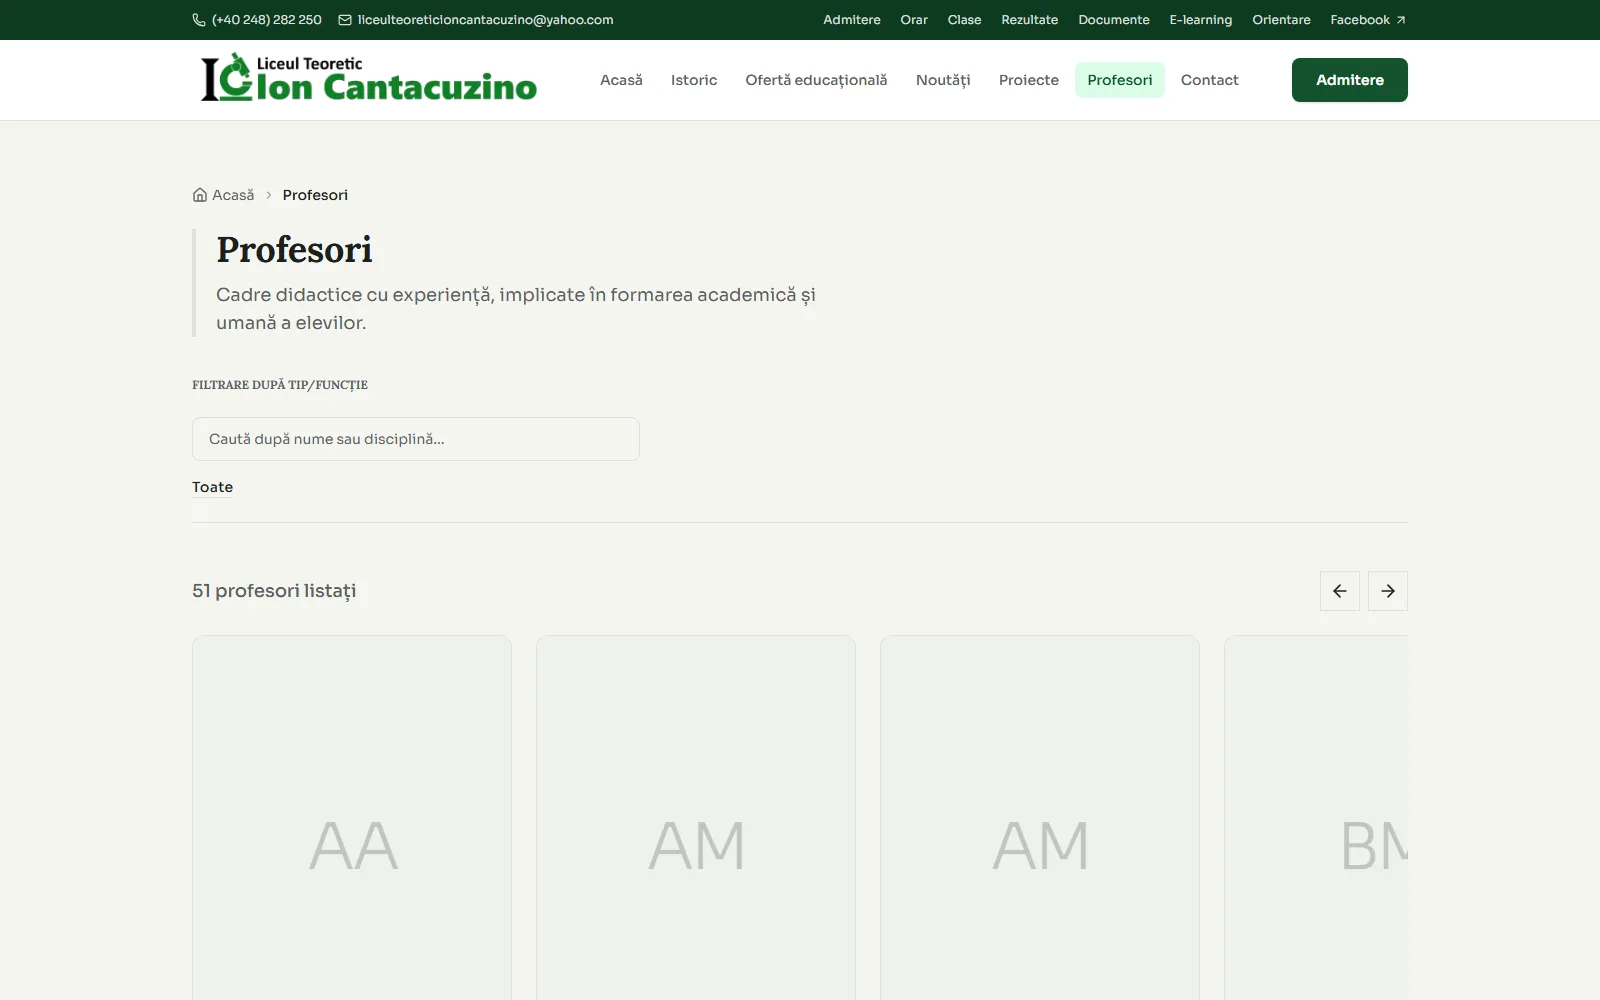 (+40 248) 282 250 liceulteoreticioncantacuzino@yahoo.com Admitere Orar Clase Rezultate Documente E-learning Orientare Facebook
Liceul Teoretic
Ion Cantacuzino
Acasă Istoric Ofertă educațională Noutăți Proiecte Profesori Contact Admitere
Acasă Profesori
Profesori
Cadre didactice cu experiență, implicate în formarea academică și
umană a elevilor.
FILTRARE DUPĂ TIP/FUNCȚIE
Caută după nume sau disciplină...
Toate
51 profesori listați
AA AM AM BM